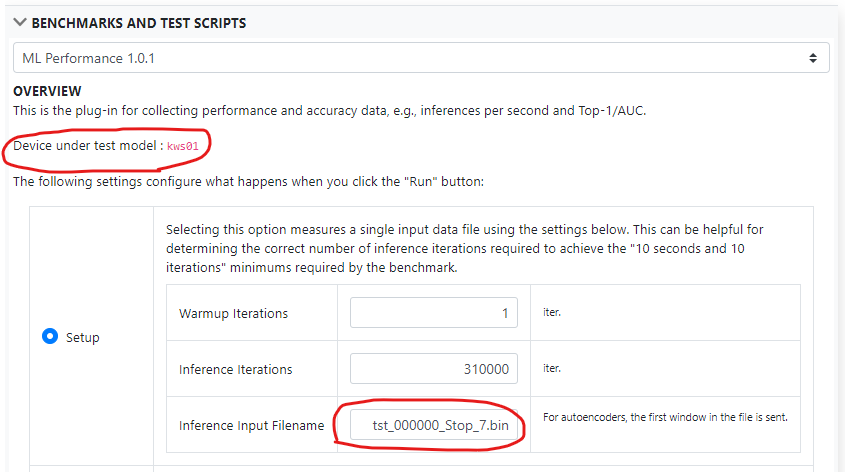 BENCHMARKS AND TEST SCRIPTS
ML Performance 1.0.1
OVERVIEW
This is the plug-in for collecting performance and accuracy data, e.g., inferences per second and Top-1/AUC.
Device under test model : kws01
The following settings configure what happens when you click the "Run" button:
Setup
Selecting this option measures a single input data file using the settings below. This can be helpful for
determining the correct number of inference iterations required to achieve the "10 seconds and 10
iterations" minimums required by the benchmark.
Warmup Iterations 1 iter.
Inference Iterations 310000 iter.
Inference Input Filename tst_000000_Stop_7.bin For autoencoders, the first window in the file is sent.